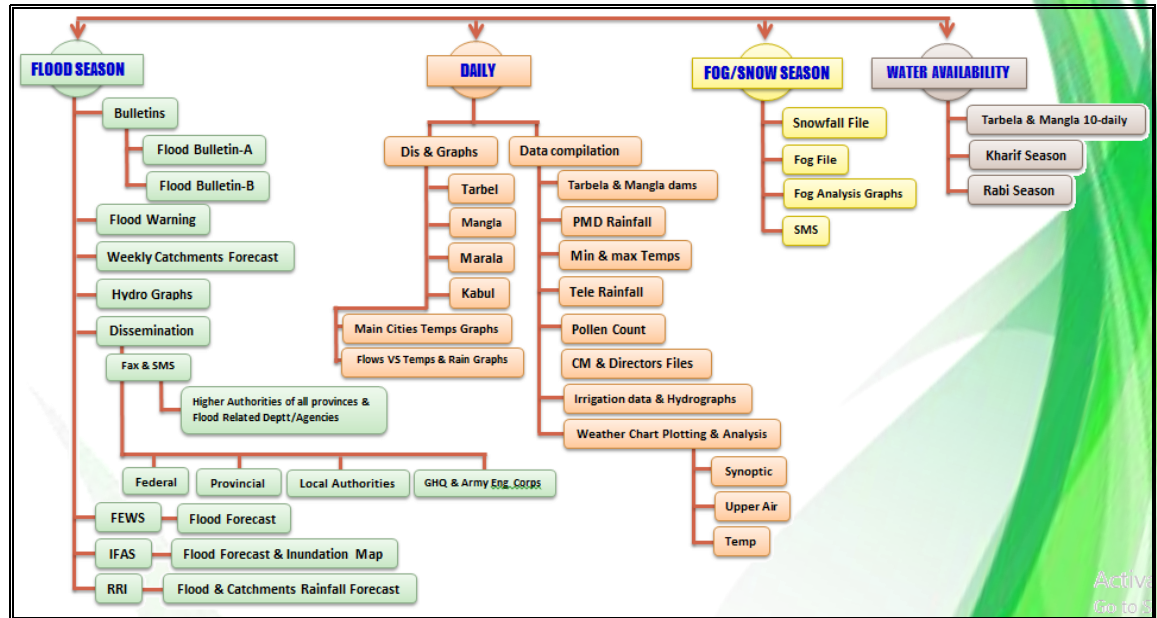 FLOOD SEASON
Bulletins
Flood Bulletin-A
Flood Bulletin-B
Flood Warning
Weekly Catchments Forecast
Hydro Graphs
Dissemination
Fax & SMS
Higher Authorities of all provinces &
Flood Related Deptt/Agencies
Federal
Provincial
Local Authorities
GHQ & Army Eng. Corps
FEWS
Flood Forecast
IFAS
Flood Forecast & Inundation Map
RRI
Flood & Catchments Rainfall Forecast
DAILY
Dis & Graphs
Tarbel
Mangla
Marala
Kabul
Main Cities Temps Graphs
Flows VS Temps & Rain Graphs
Data compilation
Tarbela & Mangla dams
PMD Rainfall
Min & max Temps
Tele Rainfall
Pollen Count
CM & Directors Files
Irrigation data & Hydrographs
Weather Chart Plotting & Analysis
Synoptic
Upper Air
Temp
FOG/SNOW SEASON
Snowfall File
Fog File
Fog Analysis Graphs
SMS
WATER AVAILABILITY
Tarbela & Mangla 10-daily
Kharif Season
Rabi Season
Activa
Go to S